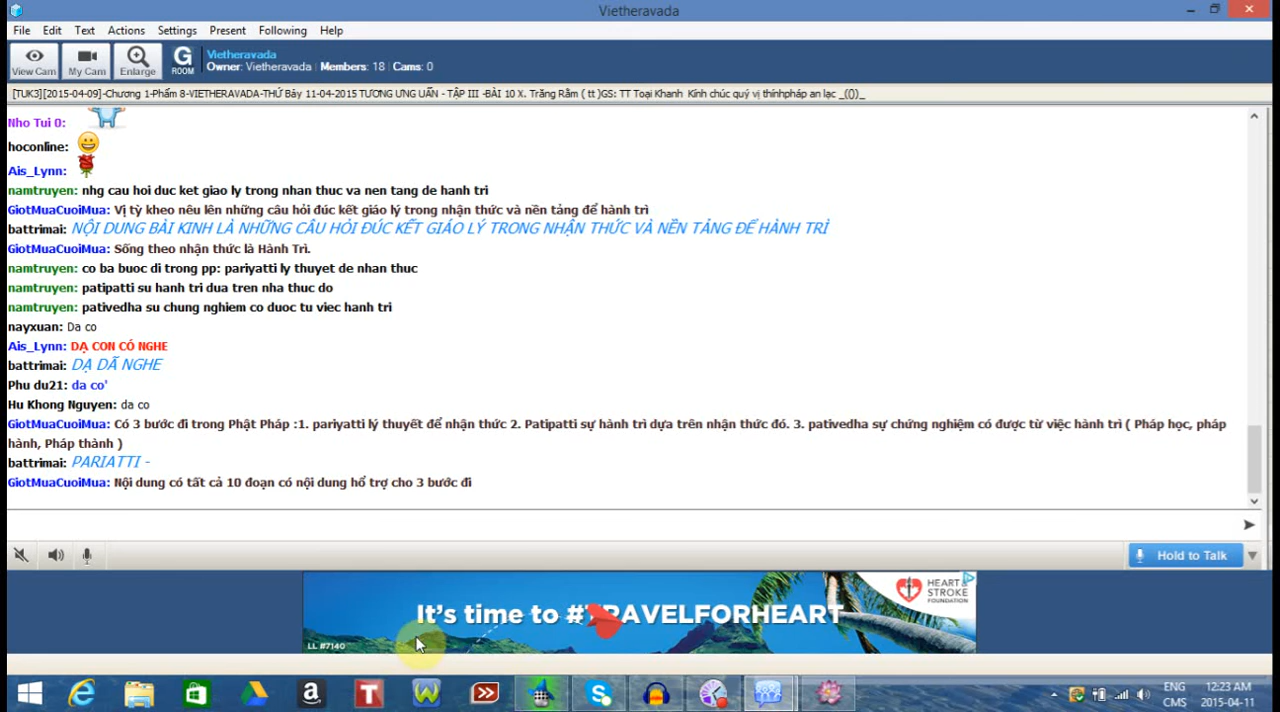 Vietheravada
File Edit Text Actions Settings Present Following Help
View Cam My Cam Enlarge G ROOM Vietheravada
Owner: Vietheravada | Members: 18 | Cams: 0
[TUK3][2015-04-09]-Chương 1-Phẩm 8-VIETHERAVADA-THỨ Bảy 11-04-2015 TƯƠNG ƯNG UẨN - TẬP III -BÀI 10 X. Trăng Rằm ( tt )GS: TT Toại Khanh Kính chúc quý vị thínhpháp an lạc _(())_
Nho Tui 0:
hoconline:
Ais_Lynn:
namtruyen: nhg cau hoi duc ket giao ly trong nhan thuc va nen tang de hanh tri
GiotMuaCuoiMua: Vị tỳ kheo nêu lên những câu hỏi đúc kết giáo lý trong nhận thức và nền tảng để hành trì
battrimai: NỘI DUNG BÀI KINH LÀ NHỮNG CÂU HỎI ĐÚC KẾT GIÁO LÝ TRONG NHẬN THỨC VÀ NỀN TẢNG ĐỂ HÀNH TRÌ
GiotMuaCuoiMua: Sống theo nhận thức là Hành Trì.
namtruyen: co ba buoc di trong pp: pariyatti ly thuyet de nhan thuc
namtruyen: patipatti su hanh tri dua tren nha thuc do
namtruyen: pativedha su chung nghiem co duoc tu viec hanh tri
nayxuan: Da co
Ais_Lynn: DẠ CON CÓ NGHE
battrimai: DẠ DÃ NGHE
Phu du21: da co'
Hu Khong Nguyen: da co
GiotMuaCuoiMua: Có 3 bước đi trong Phật Pháp :1. pariyatti lý thuyết để nhận thức 2. Patipatti sự hành trì dựa trên nhận thức đó. 3. pativedha sự chứng nghiệm có được từ việc hành trì ( Pháp học, pháp
hành, Pháp thành )
battrimai: PARIATTI -
GiotMuaCuoiMua: Nội dung có tất cả 10 đoạn có nội dung hổ trợ cho 3 bước đi
Hold to Talk
It's time to #TRAVELFORHEART
HEART &
STROKE
FOUNDATION
LL #7140
ENG 12:23 AM
CMS 2015-04-11